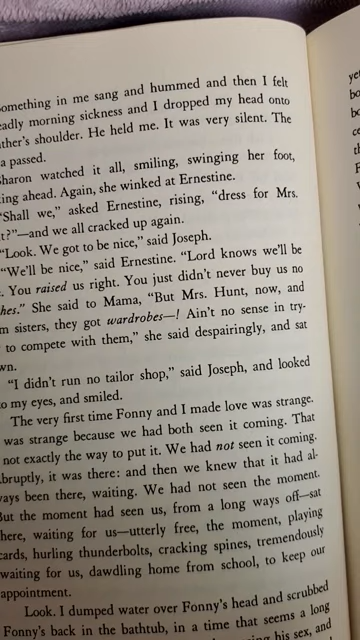 something in me sang and hummed and then I felt
eadly morning sickness and I dropped my head onto
ther's shoulder. He held me. It was very silent. The
a passed.
Sharon watched it all, smiling, swinging her foot,
king ahead. Again, she winked at Ernestine.
"Shall we," asked Ernestine, rising, "dress for Mrs.
t?"—and we all cracked up again.
"Look. We got to be nice," said Joseph.
"We'll be nice," said Ernestine. "Lord knows we'll be
. You raised us right. You just didn't never buy us no
hes." She said to Mama, "But Mrs. Hunt, now, and
m sisters, they got wardrobes—! Ain't no sense in try-
to compete with them," she said despairingly, and sat
wn.
"I didn't run no tailor shop," said Joseph, and looked
o my eyes, and smiled.
The very first time Fonny and I made love was strange.
was strange because we had both seen it coming. That
not exactly the way to put it. We had not seen it coming.
bruptly, it was there: and then we knew that it had al-
ways been there, waiting. We had not seen the moment.
But the moment had seen us, from a long ways off—sat
here, waiting for us—utterly free, the moment, playing
cards, hurling thunderbolts, cracking spines, tremendously
waiting for us, dawdling home from school, to keep our
appointment.
Look. I dumped water over Fonny's head and scrubbed
Fonny's back in the bathtub, in a time that seems a long
his sex, and